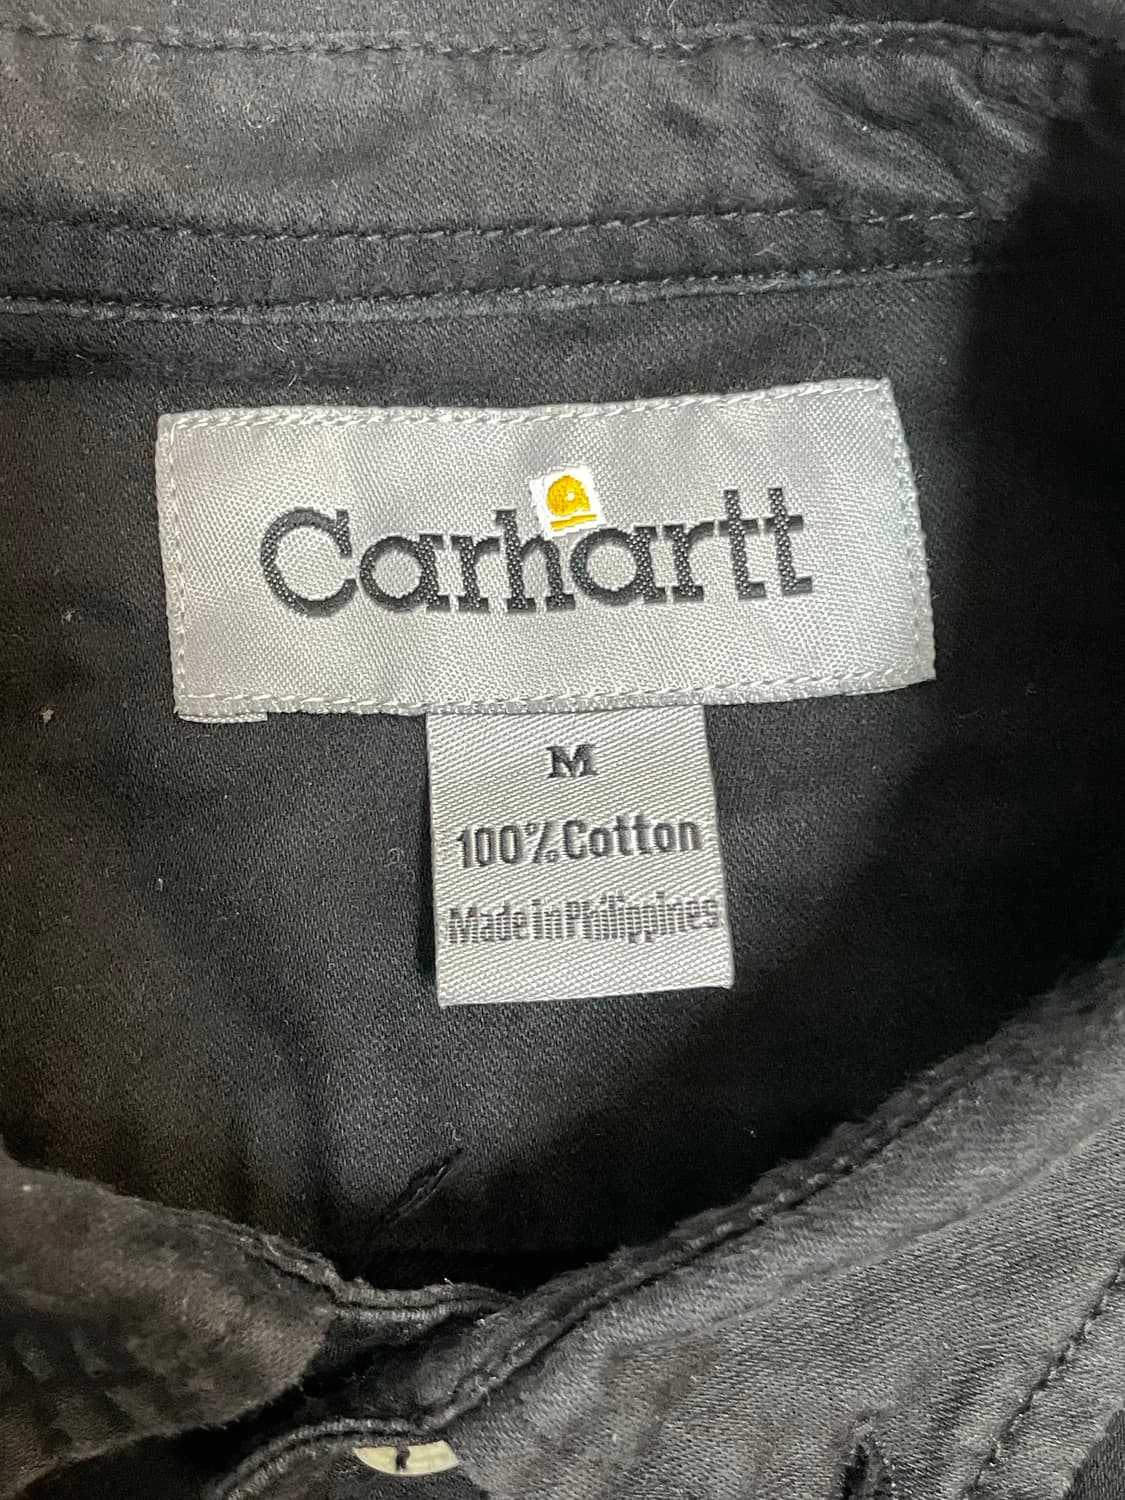 Carhartt
M
100% Cotton
Made in Philippines